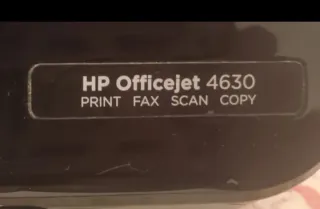 HP Officejet 4630
PRINT FAX SCAN COPY